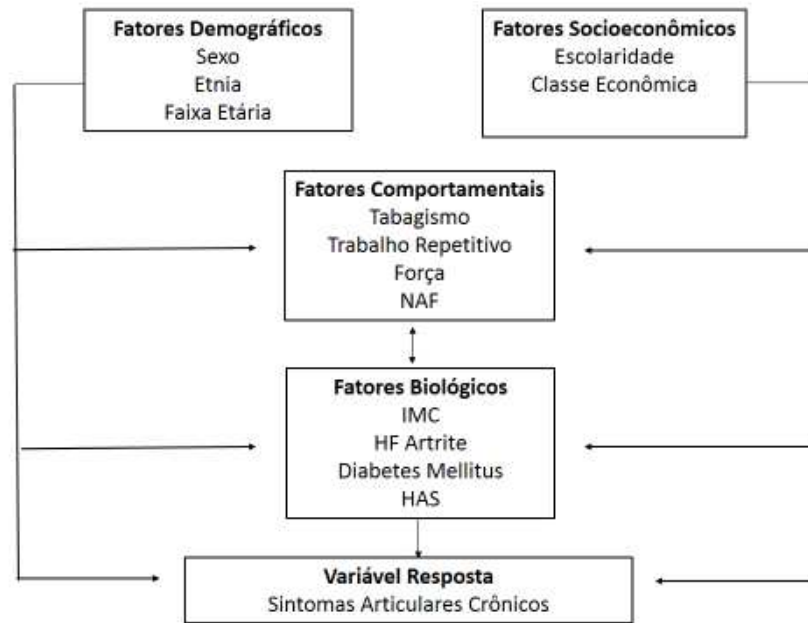 Fatores Demográficos
Sexo
Etnia
Faixa Etária
Fatores Socioeconômicos
Escolaridade
Classe Econômica
Fatores Comportamentais
Tabagismo
Trabalho Repetitivo
Força
NAF
Fatores Biológicos
IMC
HF Artrite
Diabetes Mellitus
HAS
Variável Resposta
Sintomas Articulares Crônicos